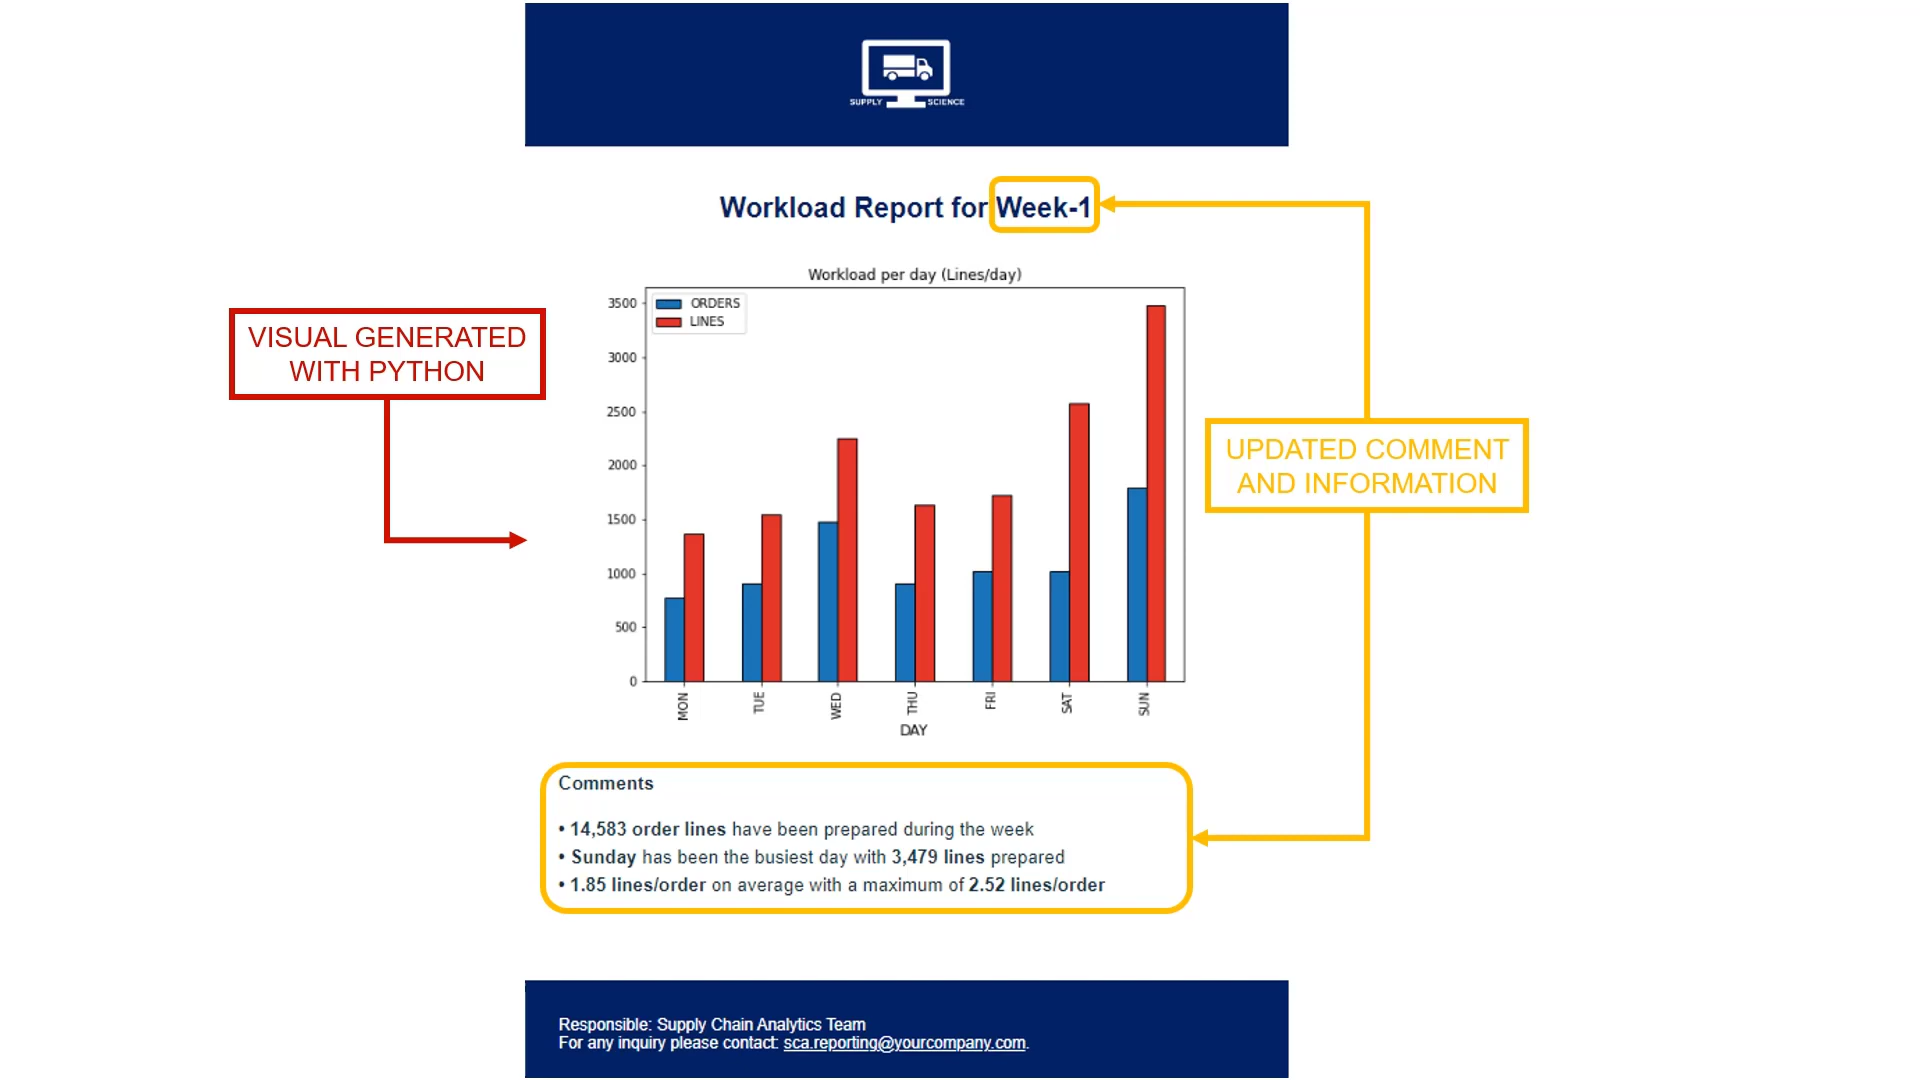 SUPPLY SCIENCE
Workload Report for Week-1
VISUAL GENERATED
WITH PYTHON
Workload per day (Lines/day)
ORDERS
LINES
3500
3000
2500
2000
1500
1000
500
0
MON
TUE
WED
THU
FRI
SAT
SUN
DAY
UPDATED COMMENT
AND INFORMATION
Comments
• 14,583 order lines have been prepared during the week
• Sunday has been the busiest day with 3,479 lines prepared
• 1.85 lines/order on average with a maximum of 2.52 lines/order
Responsible: Supply Chain Analytics Team
For any inquiry please contact: sca.reporting@yourcompany.com.